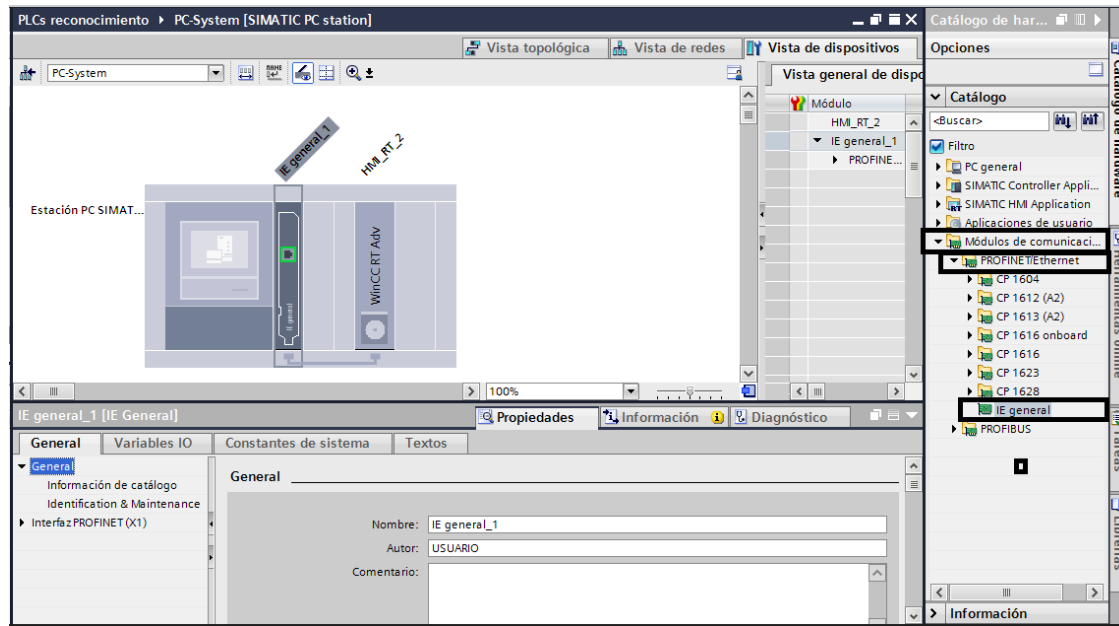 PLCs reconocimiento ▸ PC-System [SIMATIC PC station]
Vista topológica
Vista de redes
Vista de dispositivos
PC-System
100%
Estación PC SIMAT...
IE general_1
HMI_RT_2
IE general
WinCC RT Adv
Vista general de dispo
Módulo
HMI_RT_2
IE general_1
PROFINE...
IE general_1 [IE General]
Propiedades
Información
Diagnóstico
General
Variables IO
Constantes de sistema
Textos
General
Información de catálogo
Identification & Maintenance
Interfaz PROFINET (X1)
General
Nombre: IE general_1
Autor: USUARIO
Comentario:
Catálogo de har...
Opciones
Catálogo
<Buscar>
Filtro
PC general
SIMATIC Controller Appli...
SIMATIC HMI Application
Aplicaciones de usuario
Módulos de comunicaci...
PROFINET/Ethernet
CP 1604
CP 1612 (A2)
CP 1613 (A2)
CP 1616 onboard
CP 1616
CP 1623
CP 1628
IE general
PROFIBUS
Información
Catálogo de hardware
Herramientas online
Tareas
Librerías